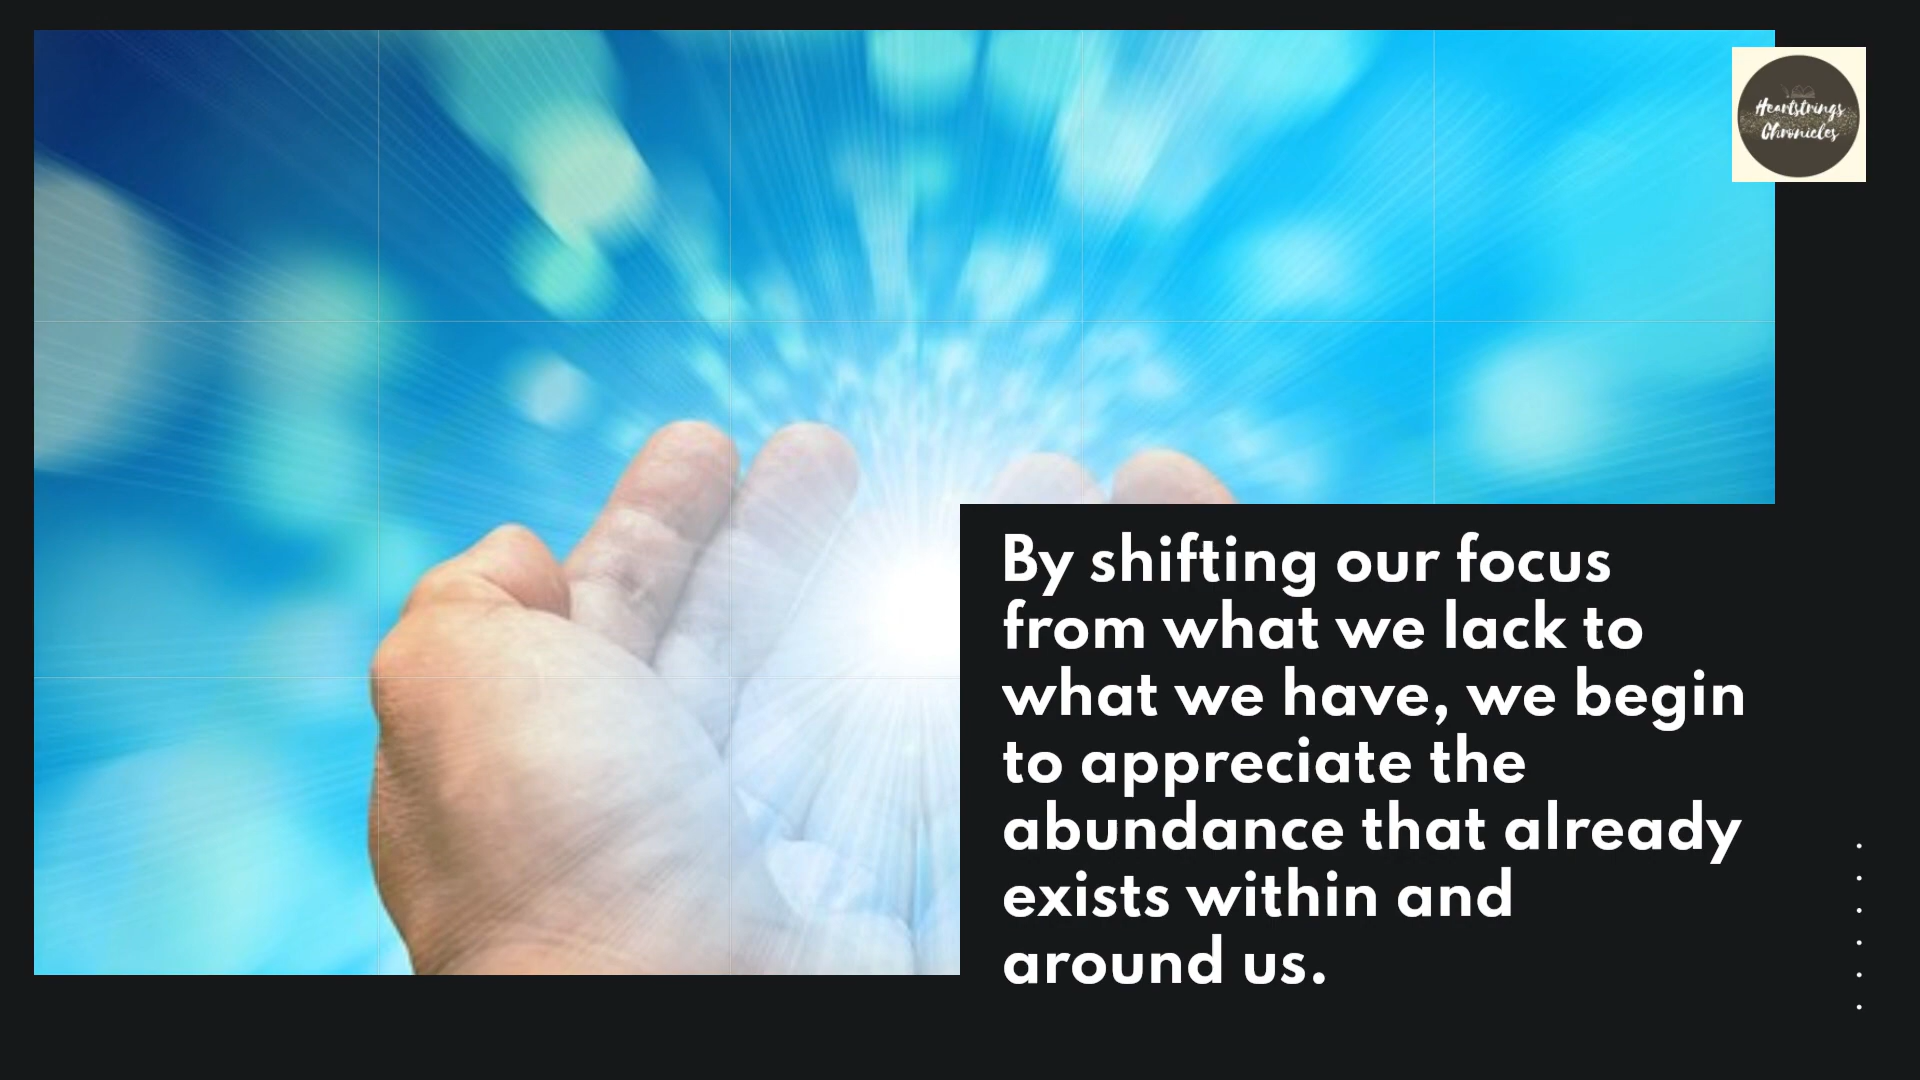 Heartstrings
Chronicles
By shifting our focus
from what we lack to
what we have, we begin
to appreciate the
abundance that already
exists within and
around us.